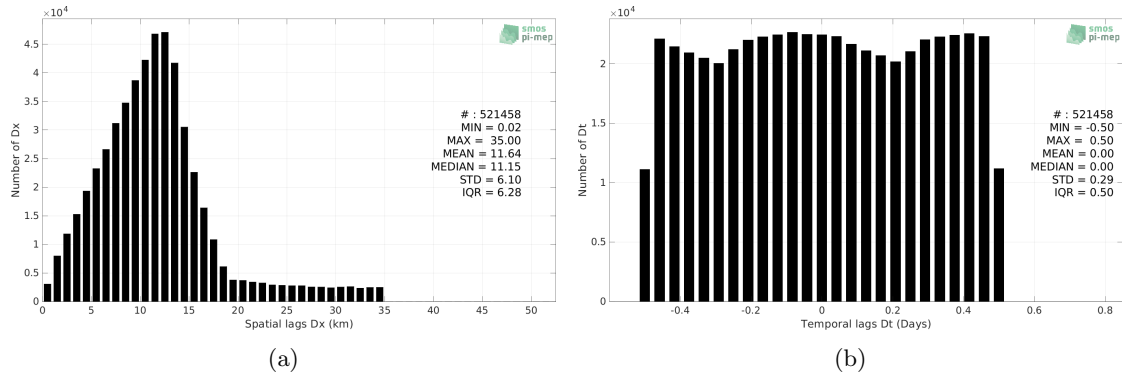 ×10⁴
4.5
4
3.5
3
2.5
2
1.5
1
0.5
0
Number of Dx
0 5 10 15 20 25 30 35 40 45 50
Spatial lags Dx (km)
smos
pi-mep
# : 521458
MIN = 0.02
MAX = 35.00
MEAN = 11.64
MEDIAN = 11.15
STD = 6.10
IQR = 6.28
(a)
×10⁴
2
1.5
1
0.5
0
Number of Dt
-0.4 -0.2 0 0.2 0.4 0.6 0.8
Temporal lags Dt (Days)
smos
pi-mep
# : 521458
MIN = -0.50
MAX = 0.50
MEAN = 0.00
MEDIAN = 0.00
STD = 0.29
IQR = 0.50
(b)